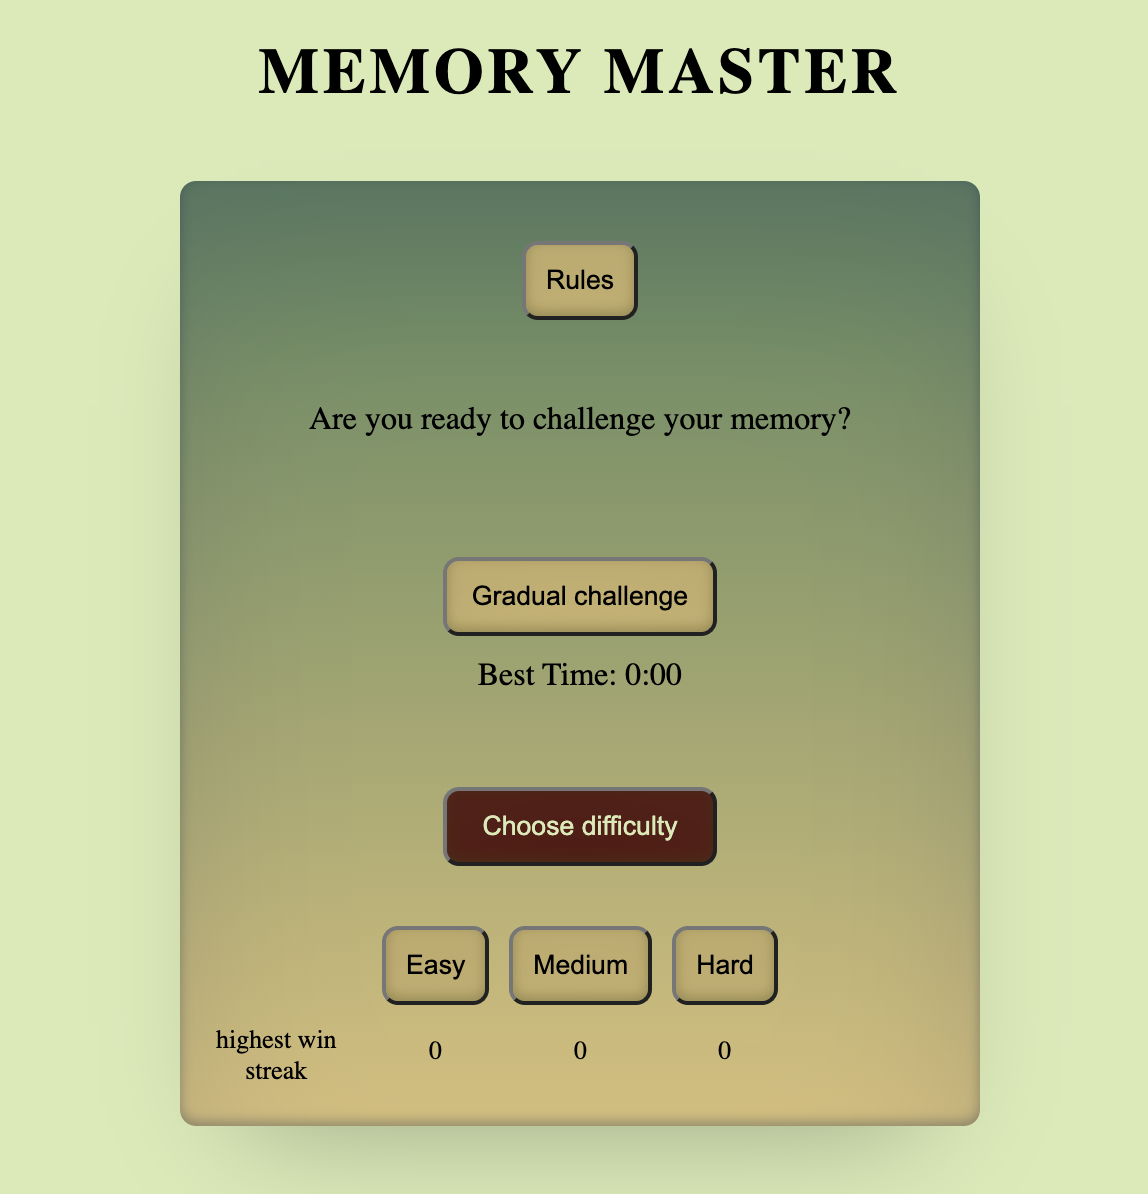 MEMORY MASTER
Rules
Are you ready to challenge your memory?
Gradual challenge
Best Time: 0:00
Choose difficulty
Easy Medium Hard
highest win
streak
0 0 0